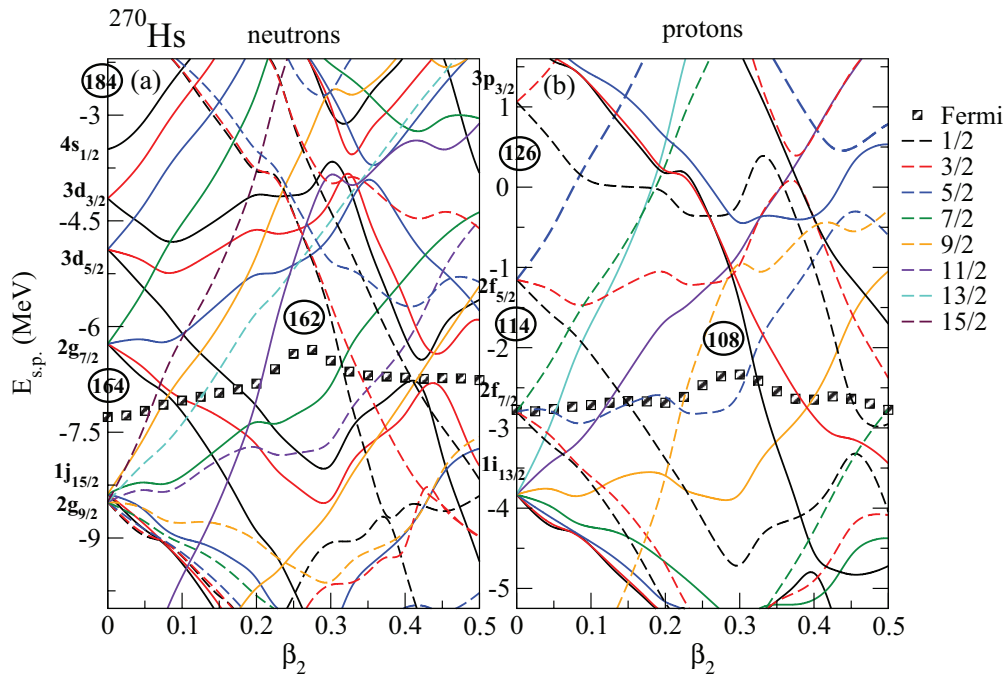 ²⁷⁰Hs
neutrons
protons
184
(a)
-3
4s1/2
3d3/2
-4.5
3d5/2
-6
2g7/2
164
162
-7.5
1j15/2
2g9/2
-9
E_s.p. (MeV)
0
0.1
0.2
0.3
0.4
0.5
β₂
3p3/2
(b)
1
126
0
-1
2f5/2
114
108
-2
2f7/2
-3
1i13/2
-4
-5
0
0.1
0.2
0.3
0.4
0.5
β₂
Fermi
1/2
3/2
5/2
7/2
9/2
11/2
13/2
15/2